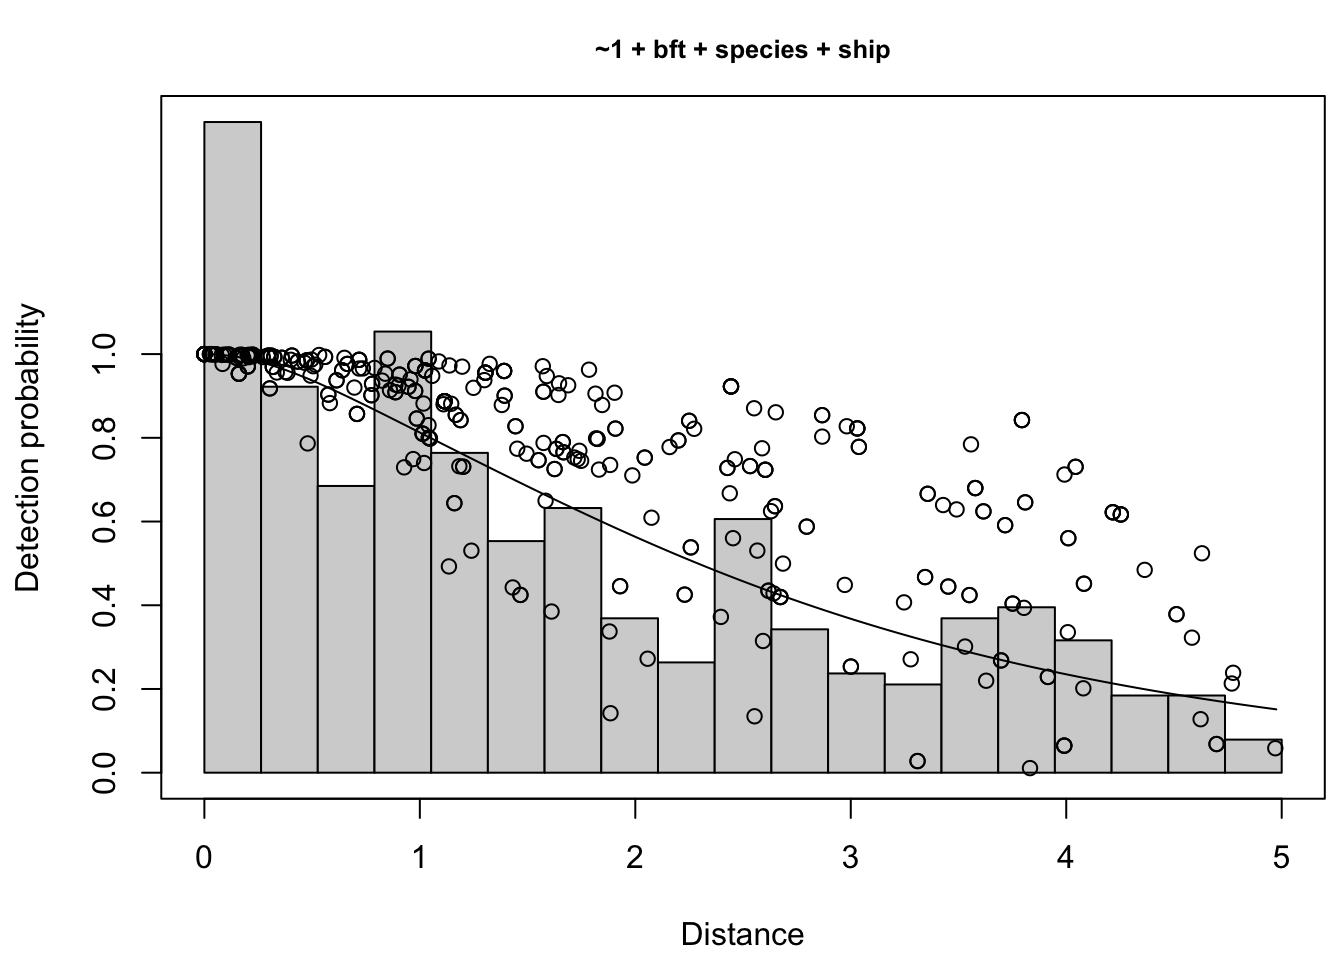 ~1 + bft + species + ship
Detection probability
1.0
0.8
0.6
0.4
0.2
0.0
0 1 2 3 4 5
Distance